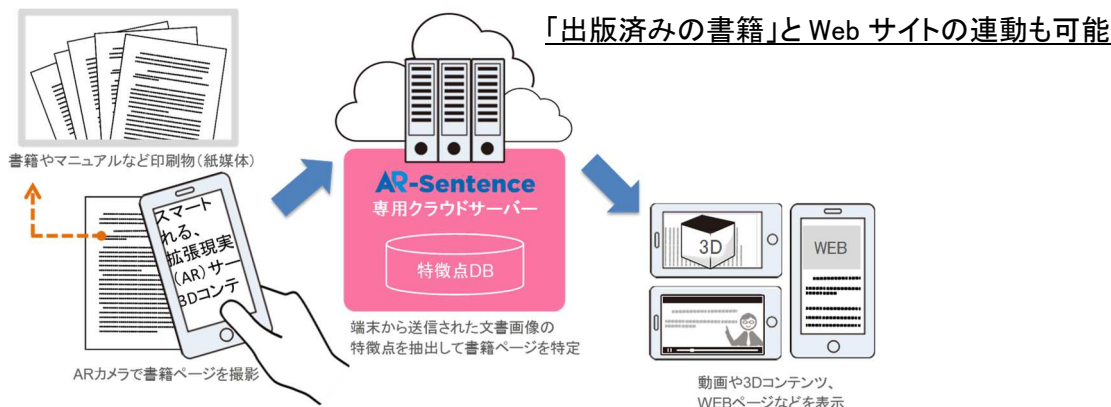 「出版済みの書籍」と Web サイトの連動も可能
書籍やマニュアルなど印刷物(紙媒体)
スマート
れる、
拡張現実
(AR)サー
3Dコンテ
ARカメラで書籍ページを撮影
AR-Sentence
専用クラウドサーバー
特徴点DB
端末から送信された文書画像の
特徴点を抽出して書籍ページを特定
3D
WEB
動画や3Dコンテンツ、
WEBページなどを表示